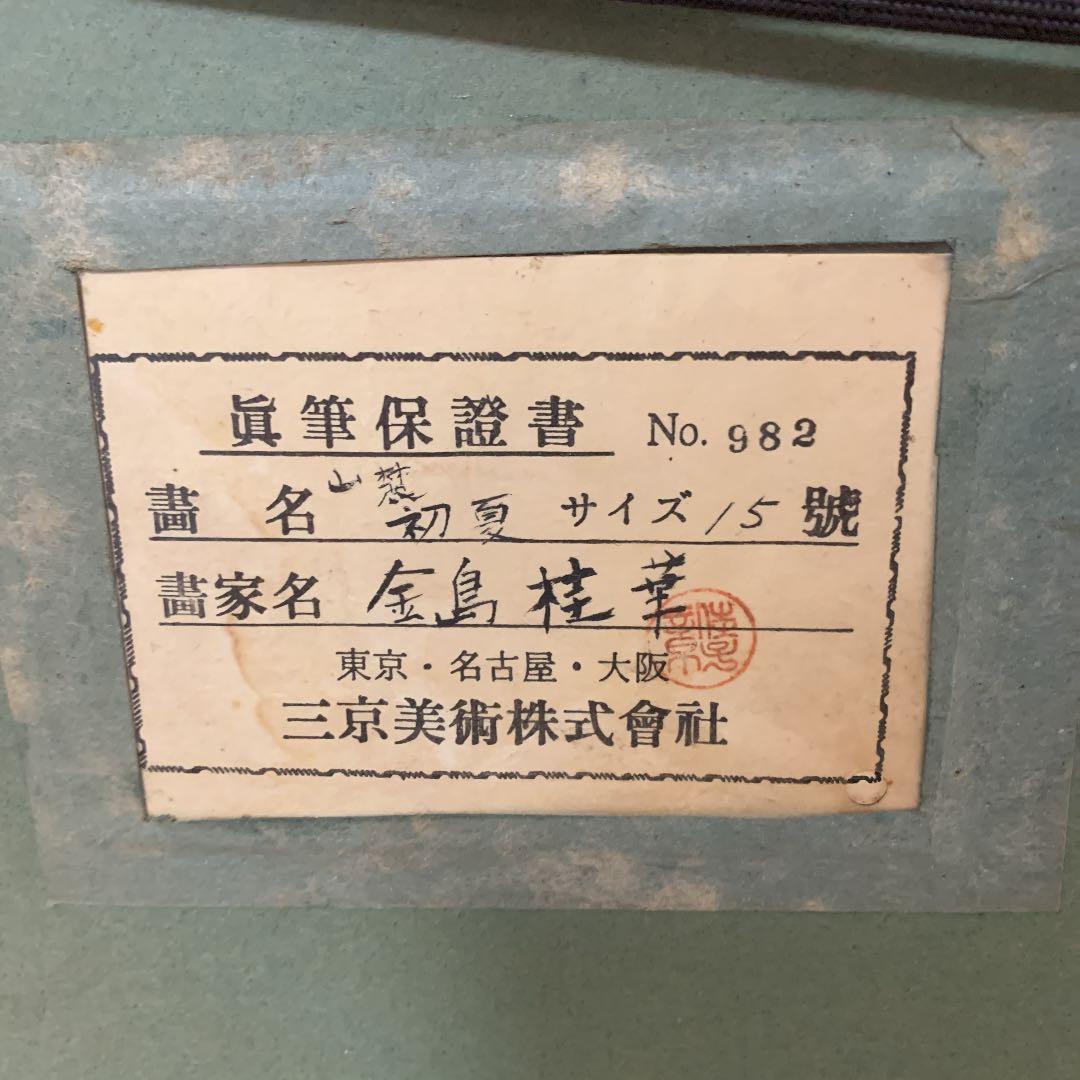 眞筆保證書 No. 982
畫名 山麓初夏 サイズ 15 號
畫家名 金島桂華
東京・名古屋・大阪
三京美術株式會社